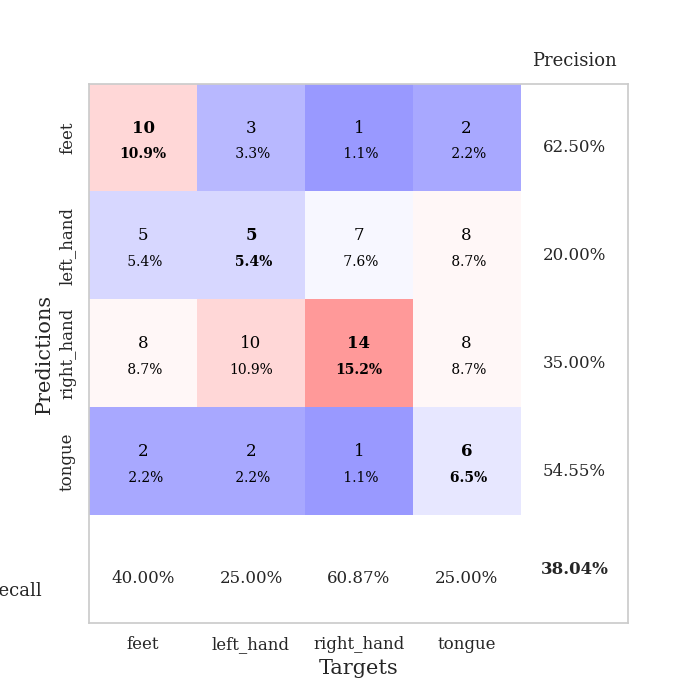 Precision
feet
10 3 1 2
10.9% 3.3% 1.1% 2.2%
62.50%
left_hand
5 5 7 8
5.4% 5.4% 7.6% 8.7%
20.00%
Predictions
right_hand
8 10 14 8
8.7% 10.9% 15.2% 8.7%
35.00%
tongue
2 2 1 6
2.2% 2.2% 1.1% 6.5%
54.55%
ecall
40.00% 25.00% 60.87% 25.00% 38.04%
feet left_hand right_hand tongue
Targets